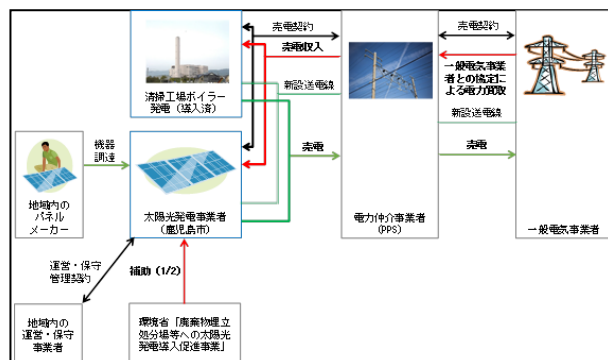 売電契約
売電収入
新設送電線
清掃工場ボイラー
発電（導入済）
売電契約
一般電気事業
者との協定に
よる電力買取
新設送電線
機器
調達
売電
売電
地域内の
パネル
メーカー
太陽光発電事業者
（鹿児島市）
電力仲介事業者
(PPS)
一般電気事業者
運営・保守
管理契約
補助（1/2）
地域内の
運営・保守
事業者
環境省「廃棄物埋立
処分場等への太陽光
発電導入促進事業」